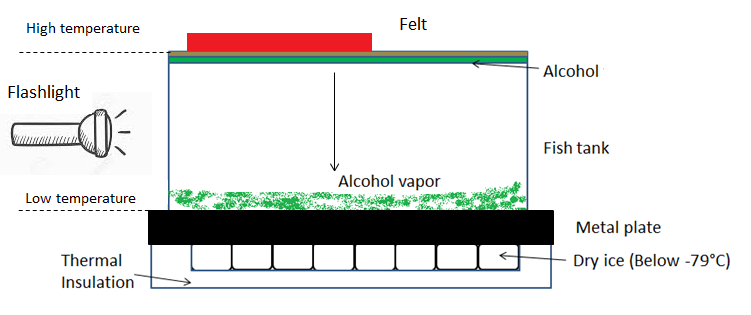 High temperature
Felt
Alcohol
Flashlight
Fish tank
Alcohol vapor
Low temperature
Metal plate
Thermal
Insulation
Dry ice (Below -79°C)